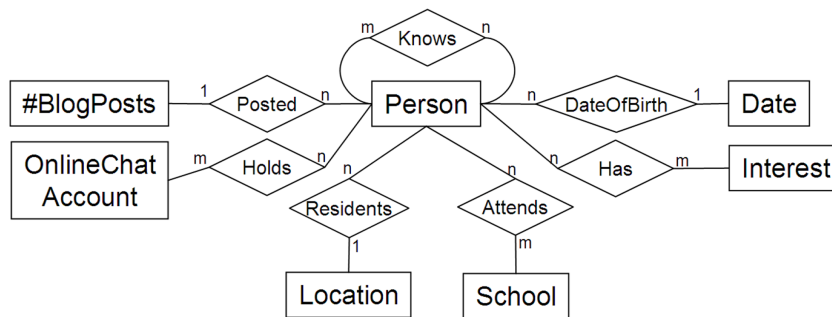 m
Knows
n
#BlogPosts
1
Posted
n
Person
n
DateOfBirth
1
Date
OnlineChat
Account
m
Holds
n
n
Has
m
Interest
n
Residents
1
n
Attends
m
Location
School